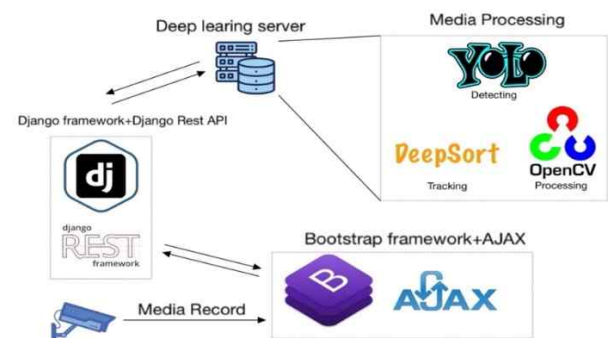 Deep learing server
Media Processing
YOLO
Detecting
Django framework+Django Rest API
dj
DeepSort
OpenCV
Tracking
Processing
django
REST
framework
Bootstrap framework+AJAX
B
AJAX
Media Record